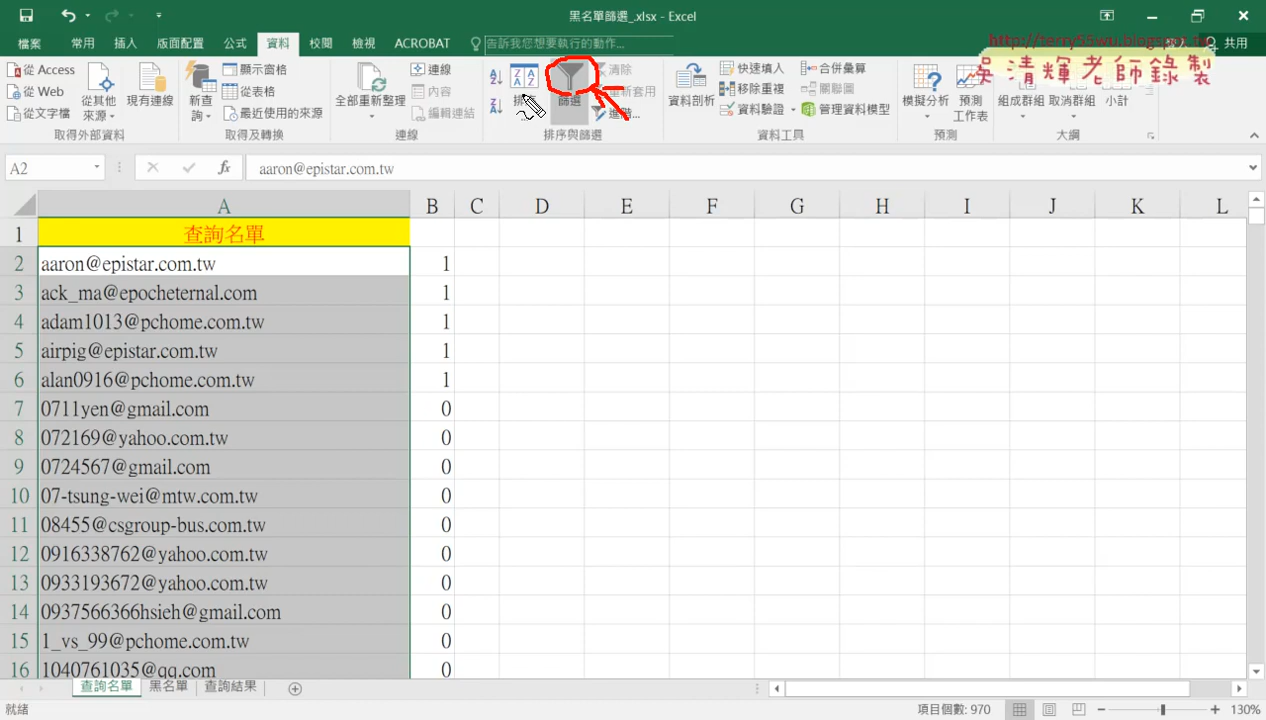 黑名單篩選_.xlsx - Excel
http://terry55wu.blogspot.tw
吳清輝老師錄製
檔案 常用 插入 版面配置 公式 資料 校閱 檢視 ACROBAT 告訴我您想要執行的動作... 共用
從 Access
從 Web
從文字檔
從其他來源
現有連線
取得外部資料
新查詢
顯示窗格
從表格
最近使用的來源
取得及轉換
全部重新整理
連線
內容
編輯連結
連線
篩選
清除
重新套用
進階...
排序與篩選
資料剖析
快速填入
移除重複
資料驗證
合併彙算
關聯圖
管理資料模型
資料工具
模擬分析
預測工作表
預測
組成群組
取消群組
小計
大綱
A2 fx aaron@epistar.com.tw
A B C D E F G H I J K L
1 查詢名單
2 aaron@epistar.com.tw 1
3 ack_ma@epocheternal.com 1
4 adam1013@pchome.com.tw 1
5 airpig@epistar.com.tw 1
6 alan0916@pchome.com.tw 1
7 0711yen@gmail.com 0
8 072169@yahoo.com.tw 0
9 0724567@gmail.com 0
10 07-tsung-wei@mtw.com.tw 0
11 08455@csgroup-bus.com.tw 0
12 0916338762@yahoo.com.tw 0
13 0933193672@yahoo.com.tw 0
14 0937566366hsieh@gmail.com 0
15 1_vs_99@pchome.com.tw 0
16 1040761035@qq.com 0
查詢名單 黑名單 查詢結果
就緒 項目個數: 970 130%